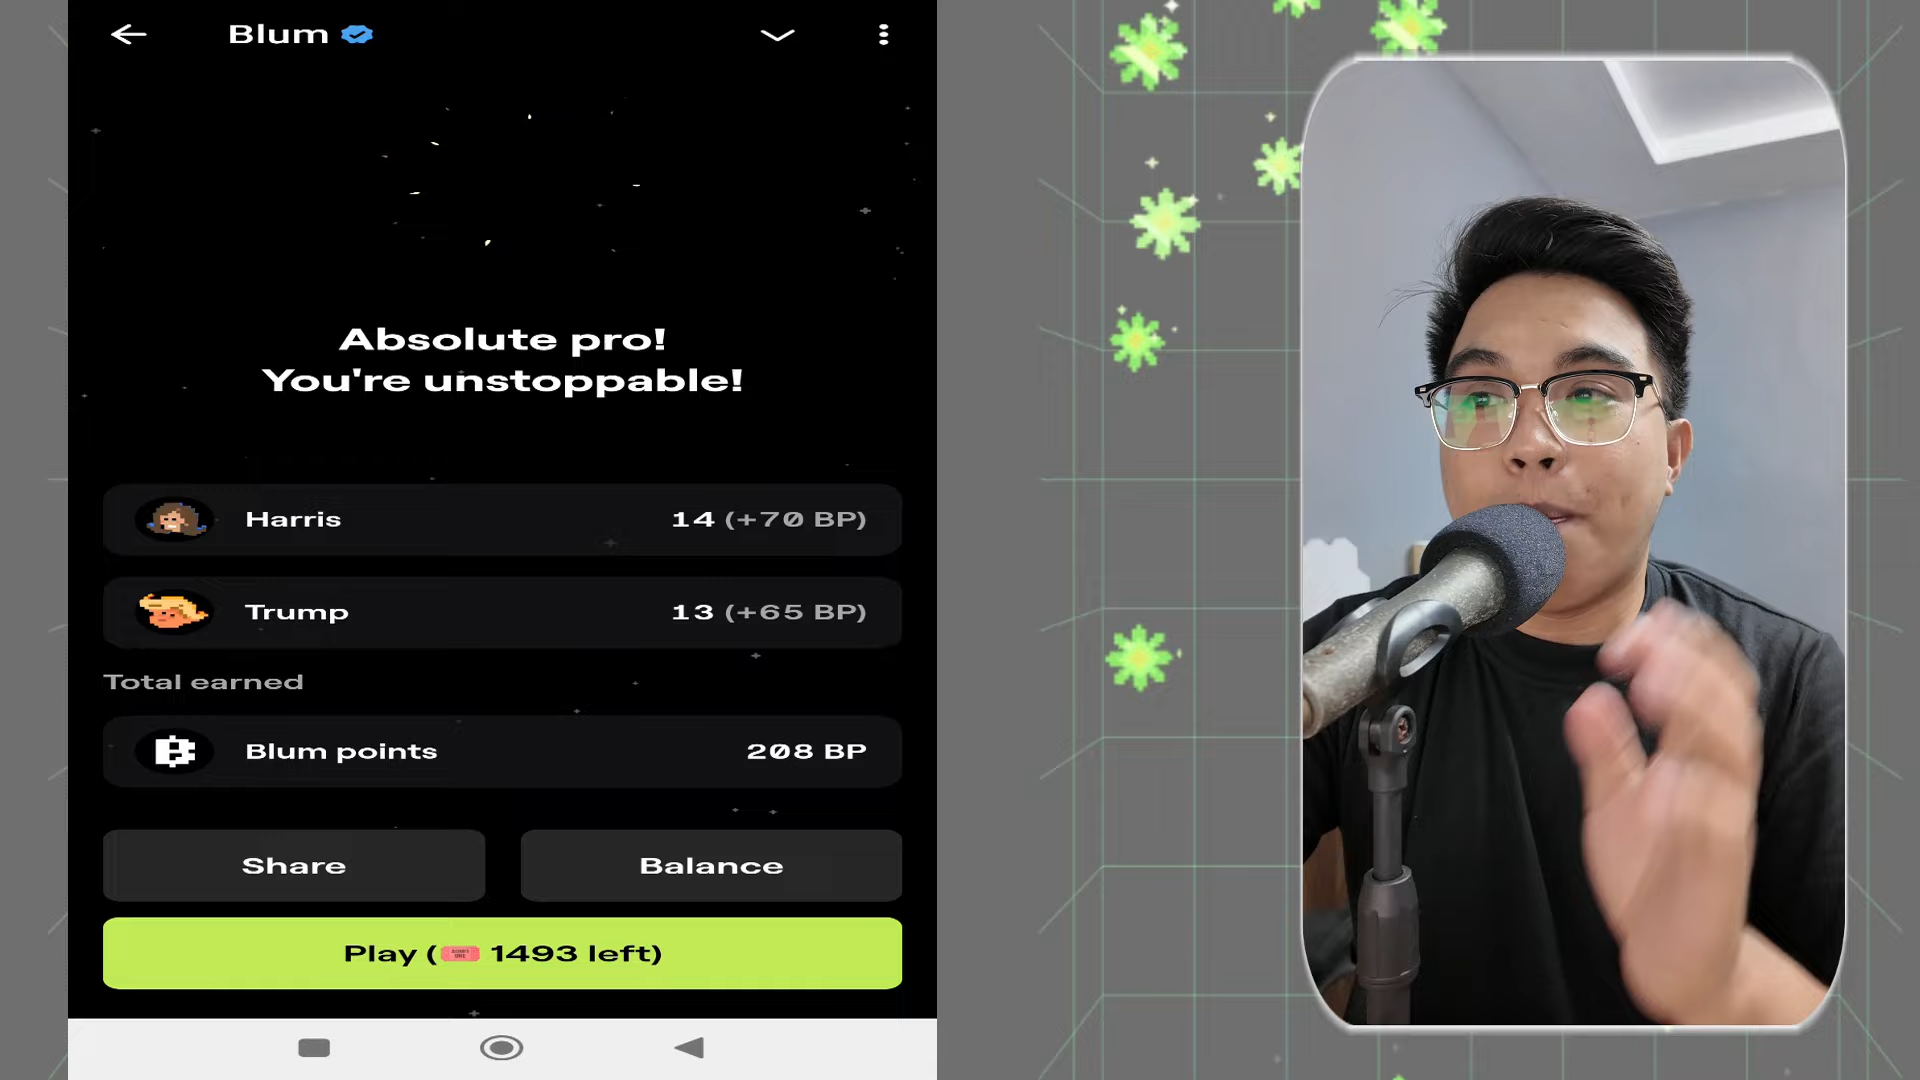 Blum
Absolute pro!
You're unstoppable!
Harris
14 (+70 BP)
Trump
13 (+65 BP)
Total earned
Blum points
208 BP
Share
Balance
Play (1493 left)